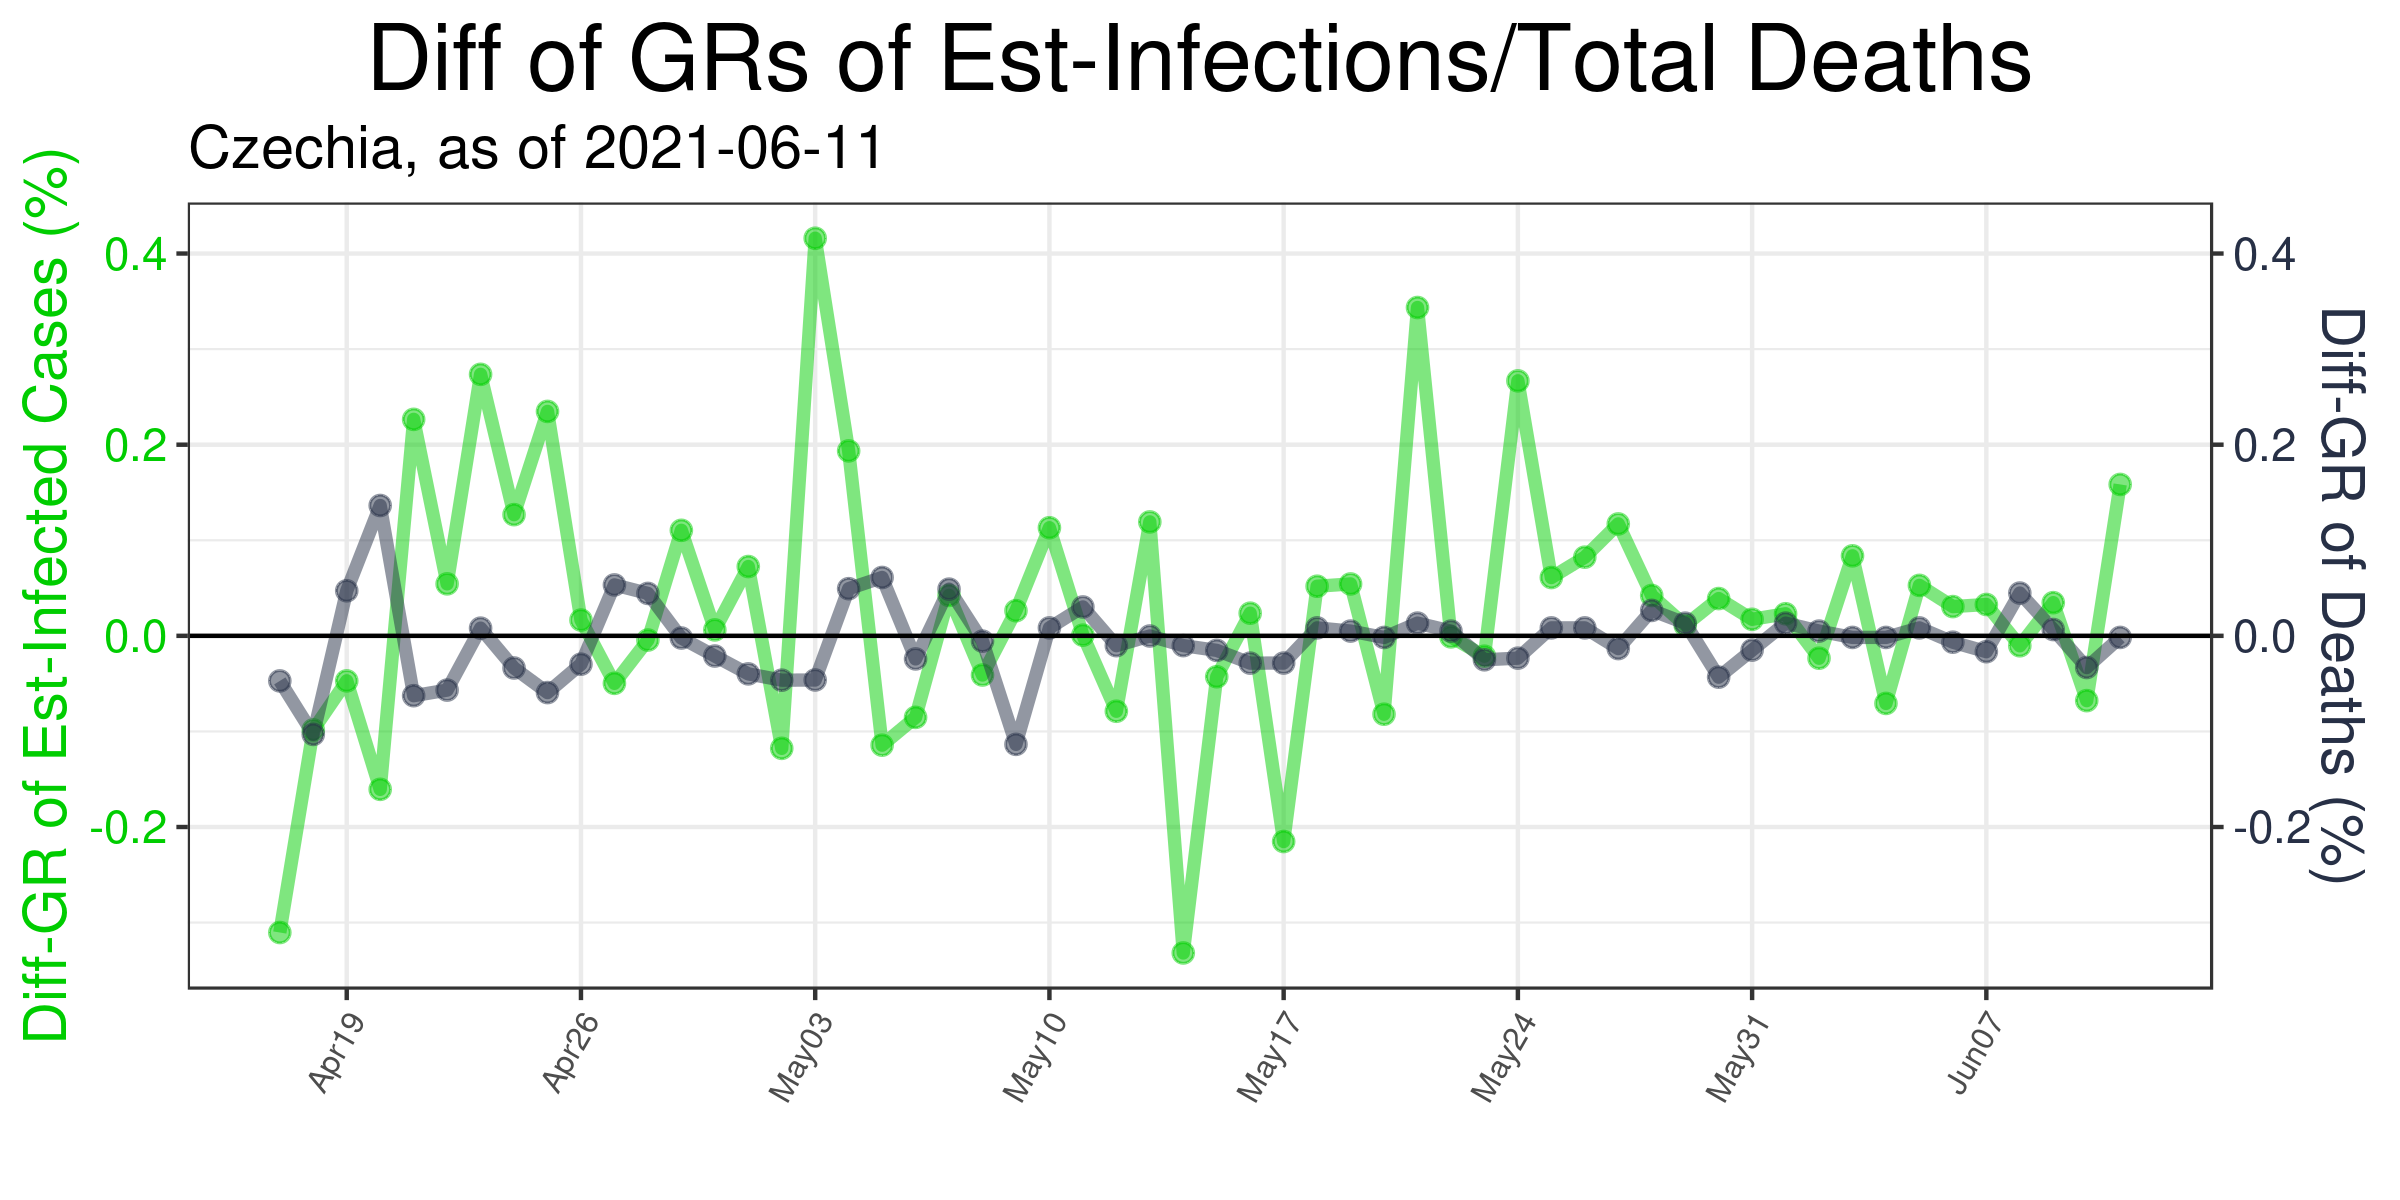 Diff of GRs of Est-Infections/Total Deaths
Czechia, as of 2021-06-11
Diff-GR of Est-Infected Cases (%)
0.4
0.2
0.0
-0.2
0.4
0.2
0.0
-0.2
Diff-GR of Deaths (%)
Apr19
Apr26
May03
May10
May17
May24
May31
Jun07